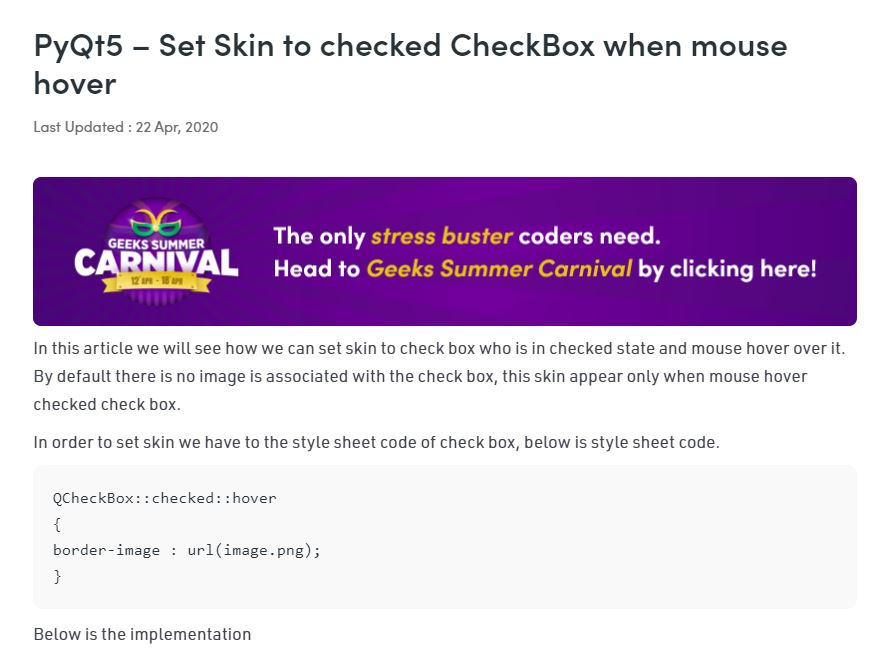 PyQt5 – Set Skin to checked CheckBox when mouse
hover
Last Updated : 22 Apr, 2020
GEEKS SUMMER
CARNIVAL
12 APR - 18 APR
The only stress buster coders need.
Head to Geeks Summer Carnival by clicking here!
In this article we will see how we can set skin to check box who is in checked state and mouse hover over it.
By default there is no image is associated with the check box, this skin appear only when mouse hover
checked check box.
In order to set skin we have to the style sheet code of check box, below is style sheet code.
QCheckBox::checked::hover
{
border-image : url(image.png);
}
Below is the implementation